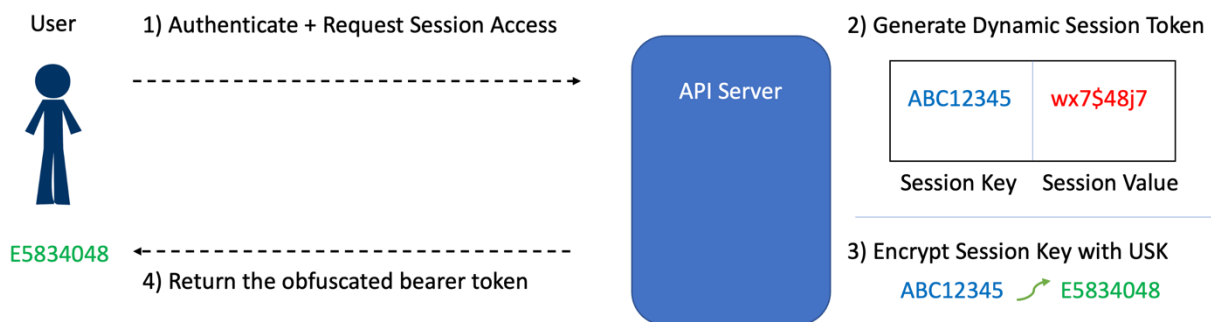 User
1) Authenticate + Request Session Access
API Server
2) Generate Dynamic Session Token
ABC12345
wx7$48j7
Session Key
Session Value
E5834048
4) Return the obfuscated bearer token
3) Encrypt Session Key with USK
ABC12345
E5834048